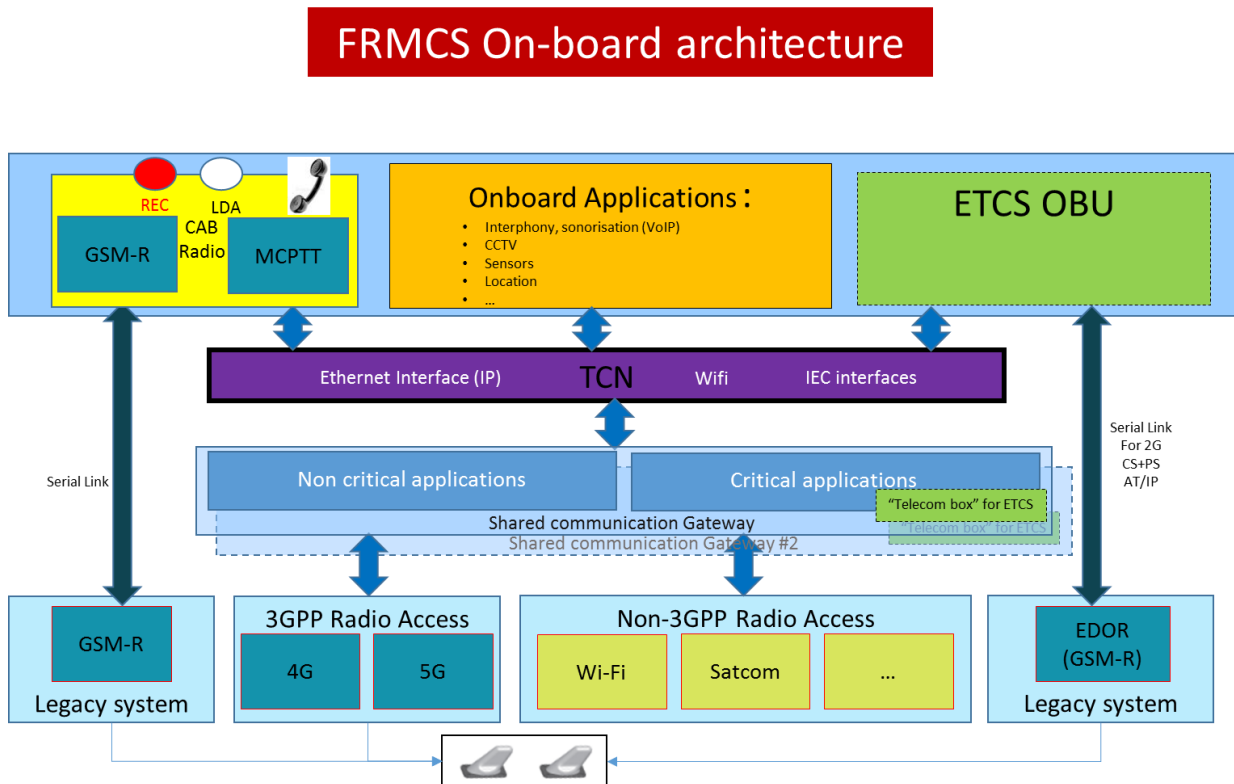 FRMCS On-board architecture
REC
LDA
CAB
Radio
GSM-R
MCPTT
Onboard Applications :
• Interphony, sonorisation (VoIP)
• CCTV
• Sensors
• Location
• ...
ETCS OBU
Ethernet Interface (IP)
TCN
Wifi
IEC interfaces
Serial Link
Serial Link
For 2G
CS+PS
AT/IP
Non critical applications
Critical applications
"Telecom box" for ETCS
"Telecom box" for ETCS
Shared communication Gateway
Shared communication Gateway #2
GSM-R
Legacy system
3GPP Radio Access
4G
5G
Non-3GPP Radio Access
Wi-Fi
Satcom
...
EDOR
(GSM-R)
Legacy system